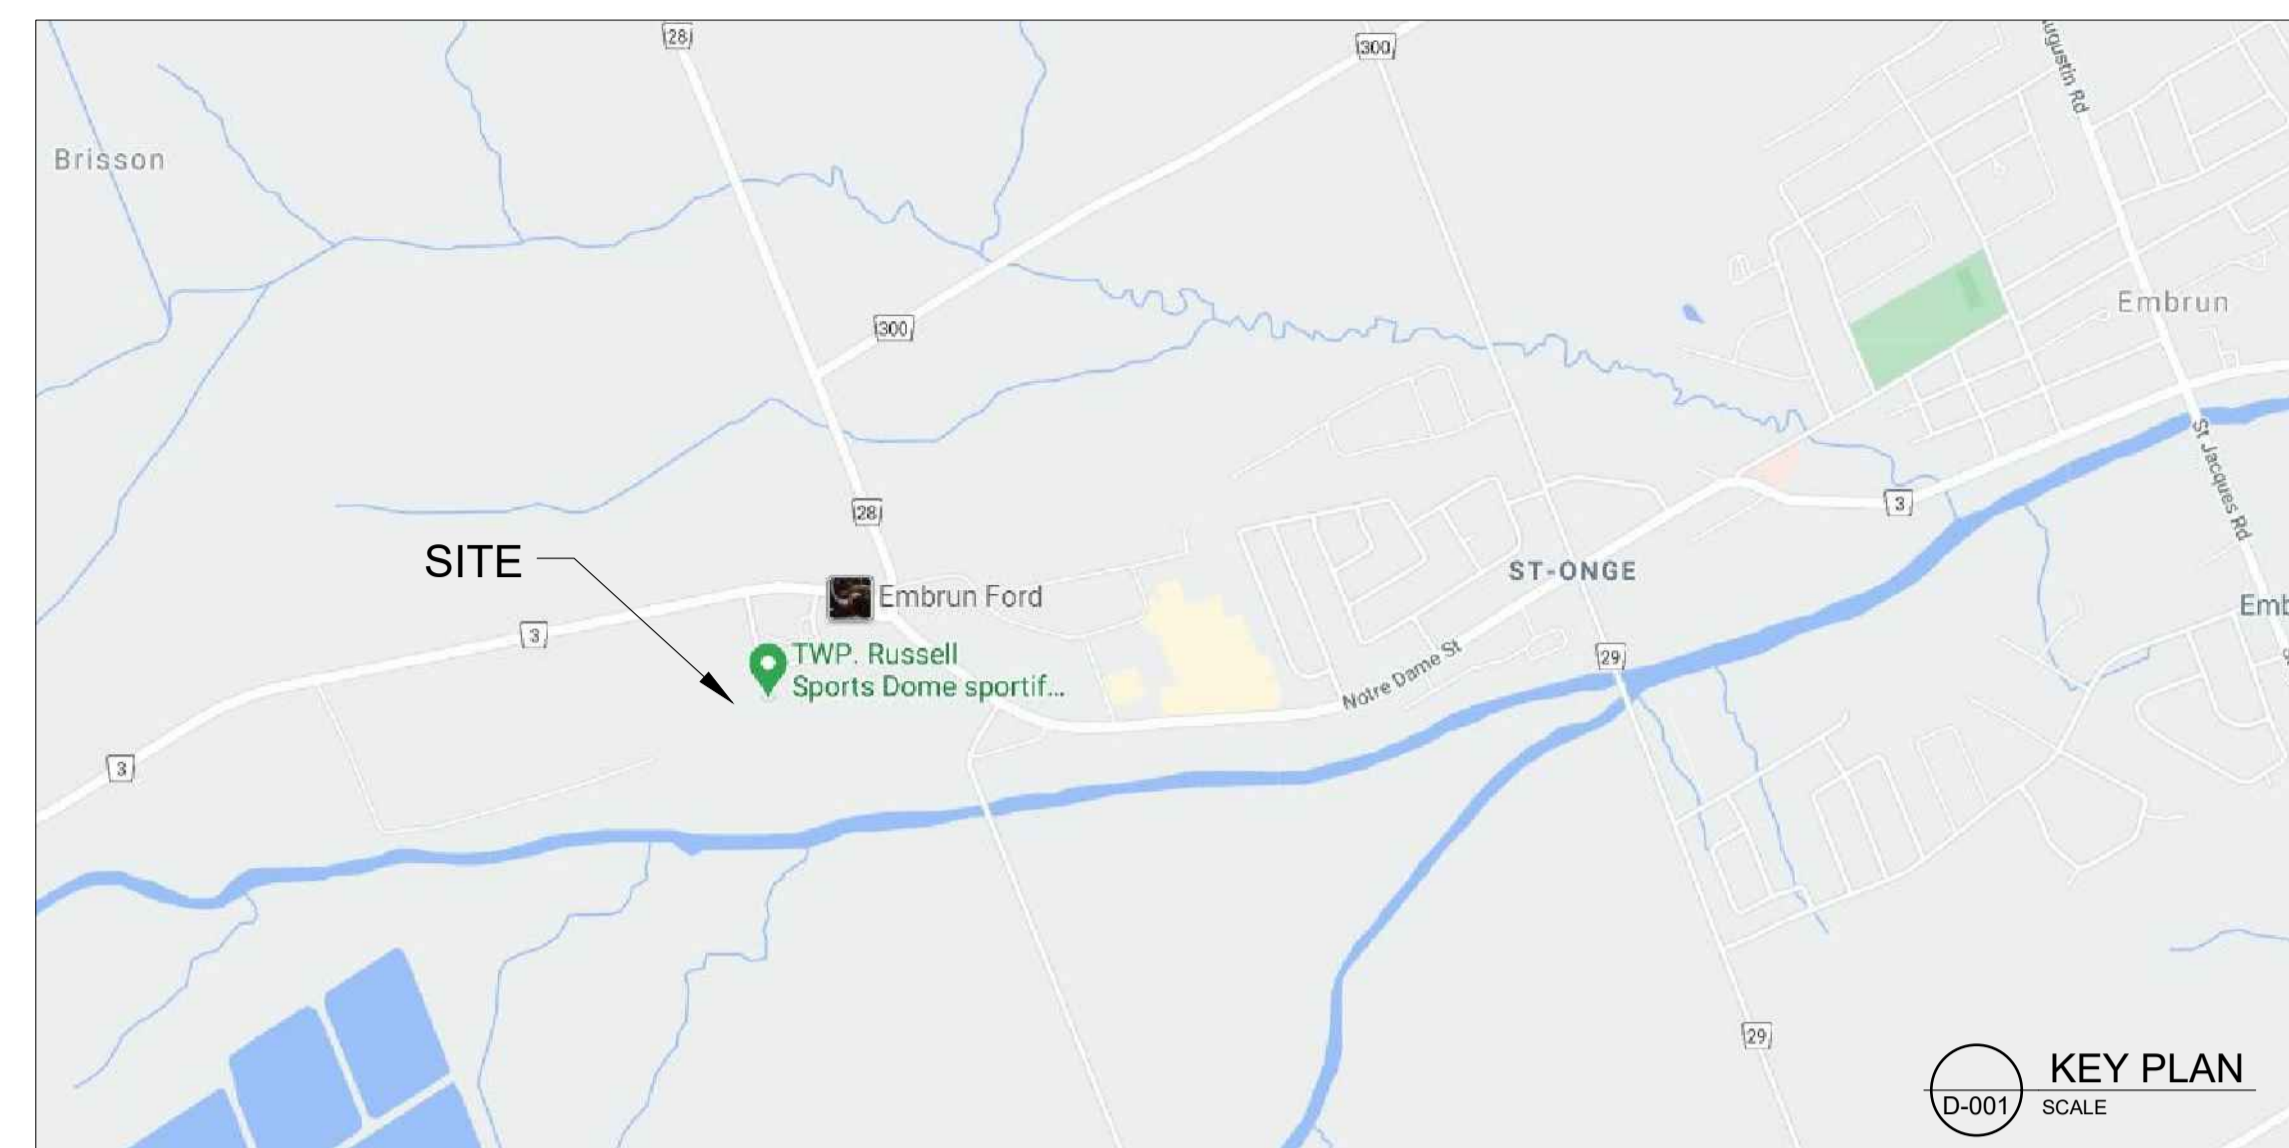 28
300
Brisson
300
Embrun
28
3
SITE
Embrun Ford
ST-ONGE
TWP. Russell
Sports Dome sportif...
3
Notre Dame St
29
St Jacques Rd
3
29
KEY PLAN
D-001
SCALE